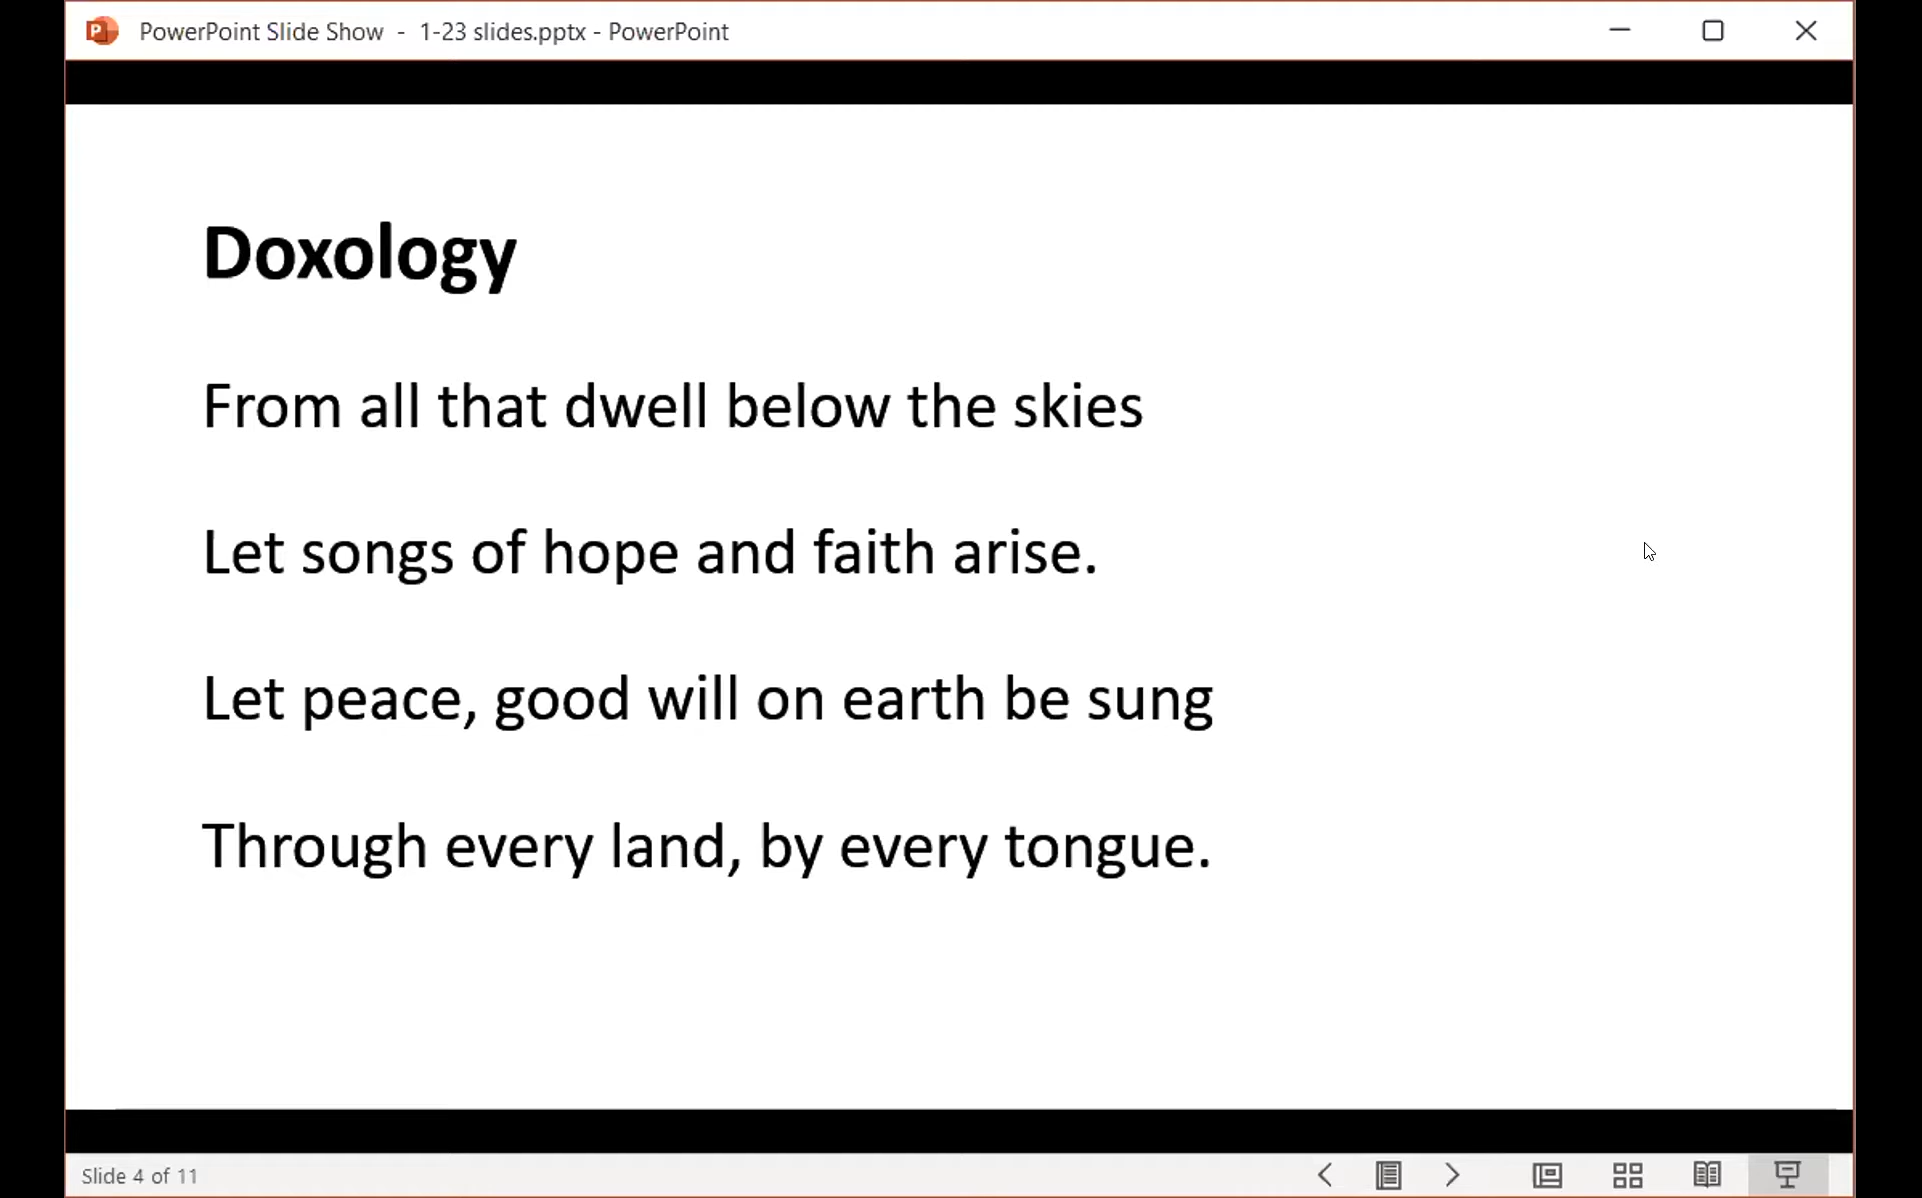 PowerPoint Slide Show - 1-23 slides.pptx - PowerPoint
Doxology
From all that dwell below the skies
Let songs of hope and faith arise.
Let peace, good will on earth be sung
Through every land, by every tongue.
Slide 4 of 11